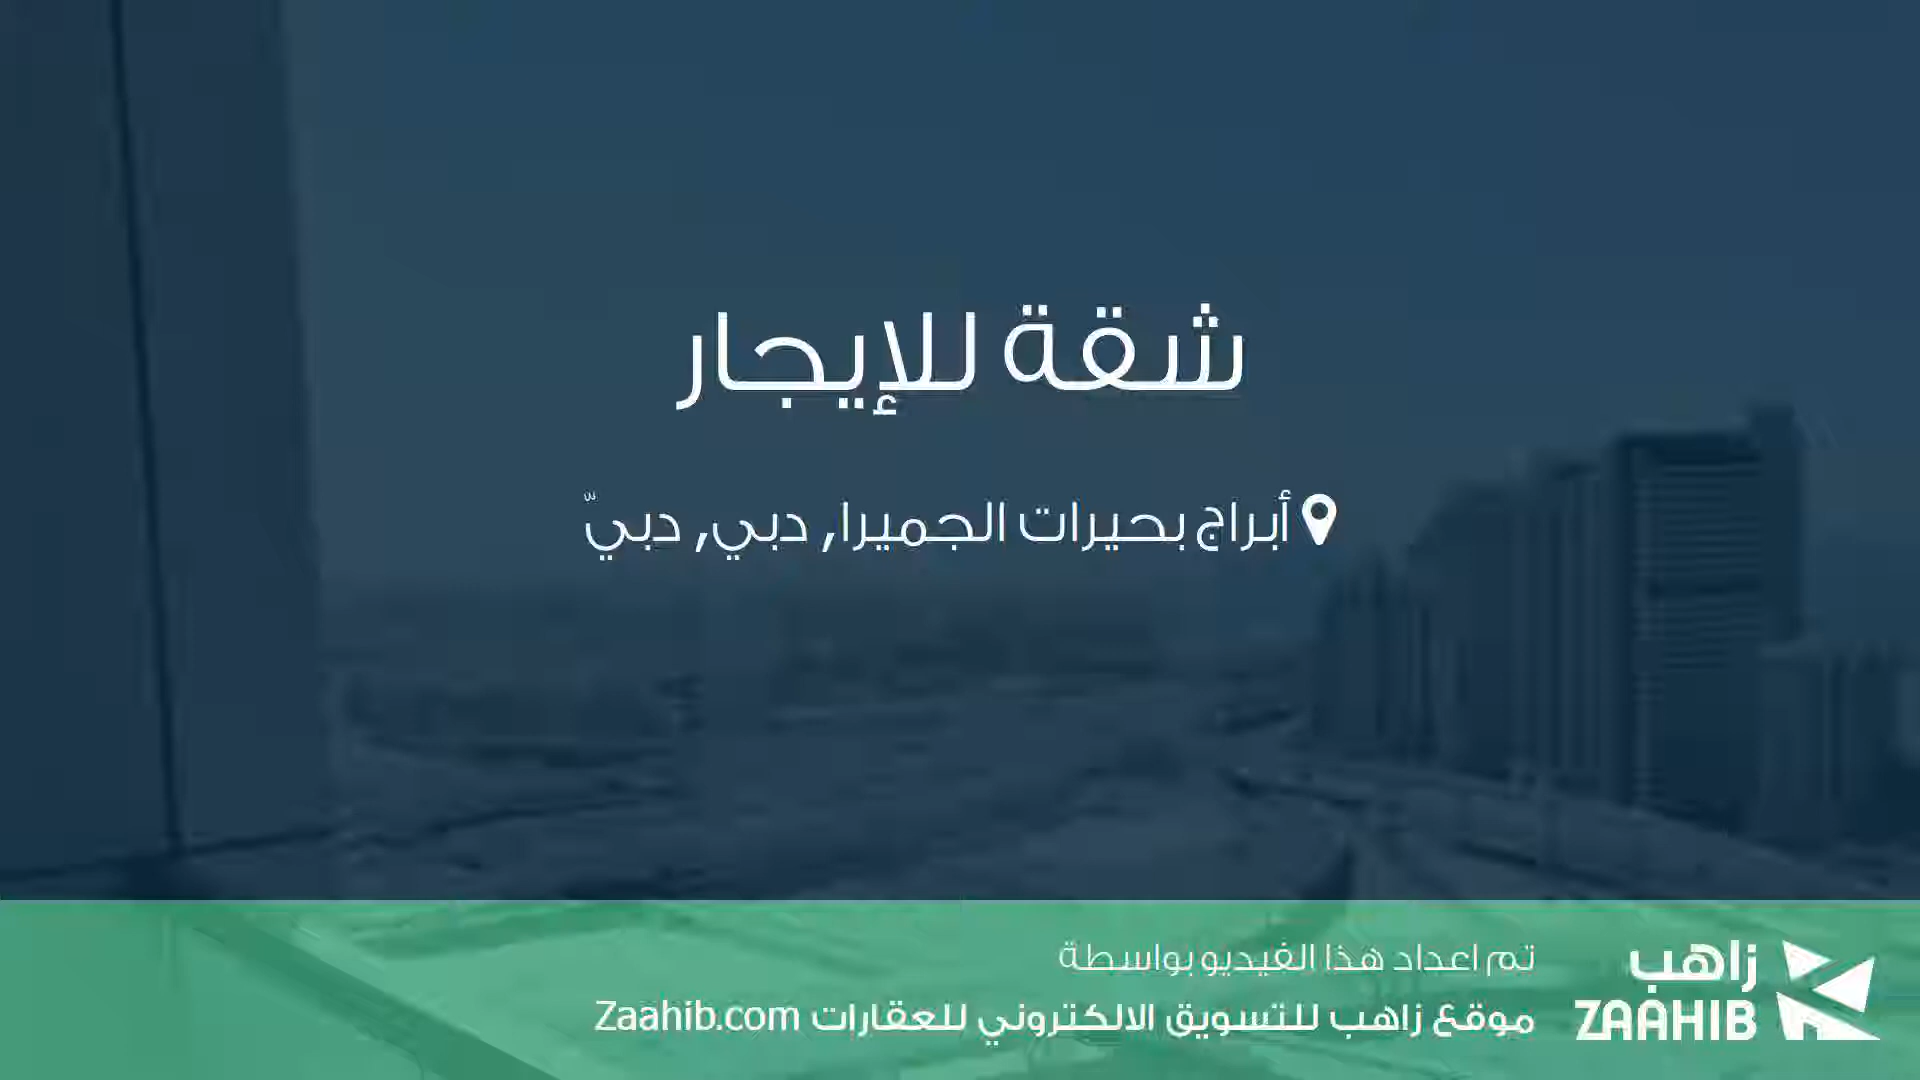 شقة للإيجار
أبراج بحيرات الجميرا, دبي, دبيّ
تم اعداد هذا الفيديو بواسطة
موقع زاهب للتسويق الالكتروني للعقارات Zaahib.com
زاهب
ZAAHIB